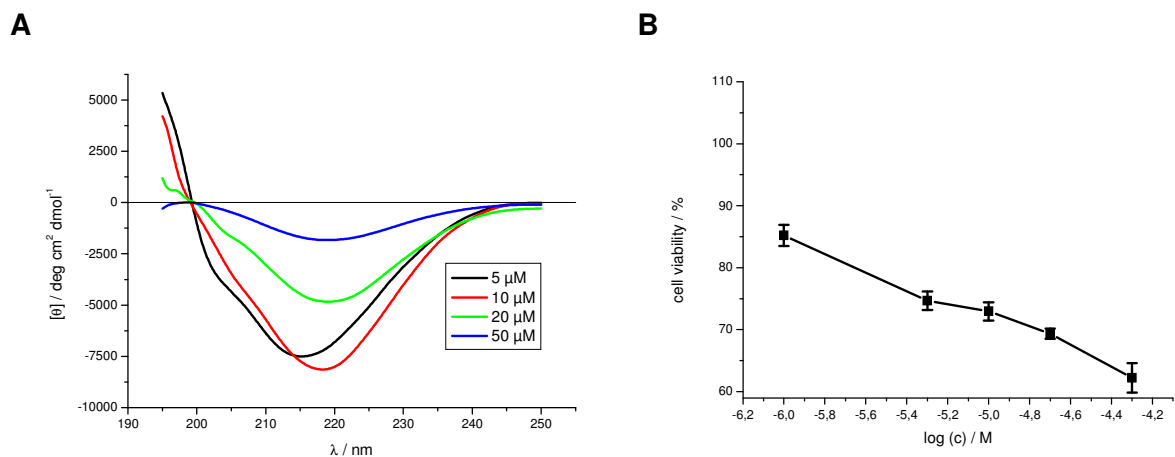 A
B
5000
2500
0
-2500
-5000
-7500
-10000
[θ] / deg cm² dmol⁻¹
5 µM
10 µM
20 µM
50 µM
190 200 210 220 230 240 250
λ / nm
110
100
90
80
70
60
cell viability / %
-6,2 -6,0 -5,8 -5,6 -5,4 -5,2 -5,0 -4,8 -4,6 -4,4 -4,2
log (c) / M